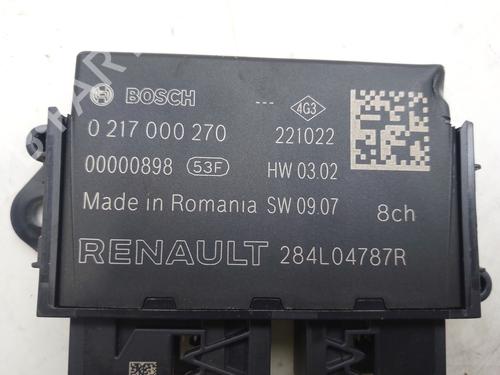 BOSCH --- 4G3
0 217 000 270 221022
00000898 53F HW 03.02
Made in Romania SW 09.07 8ch
RENAULT 284L04787R